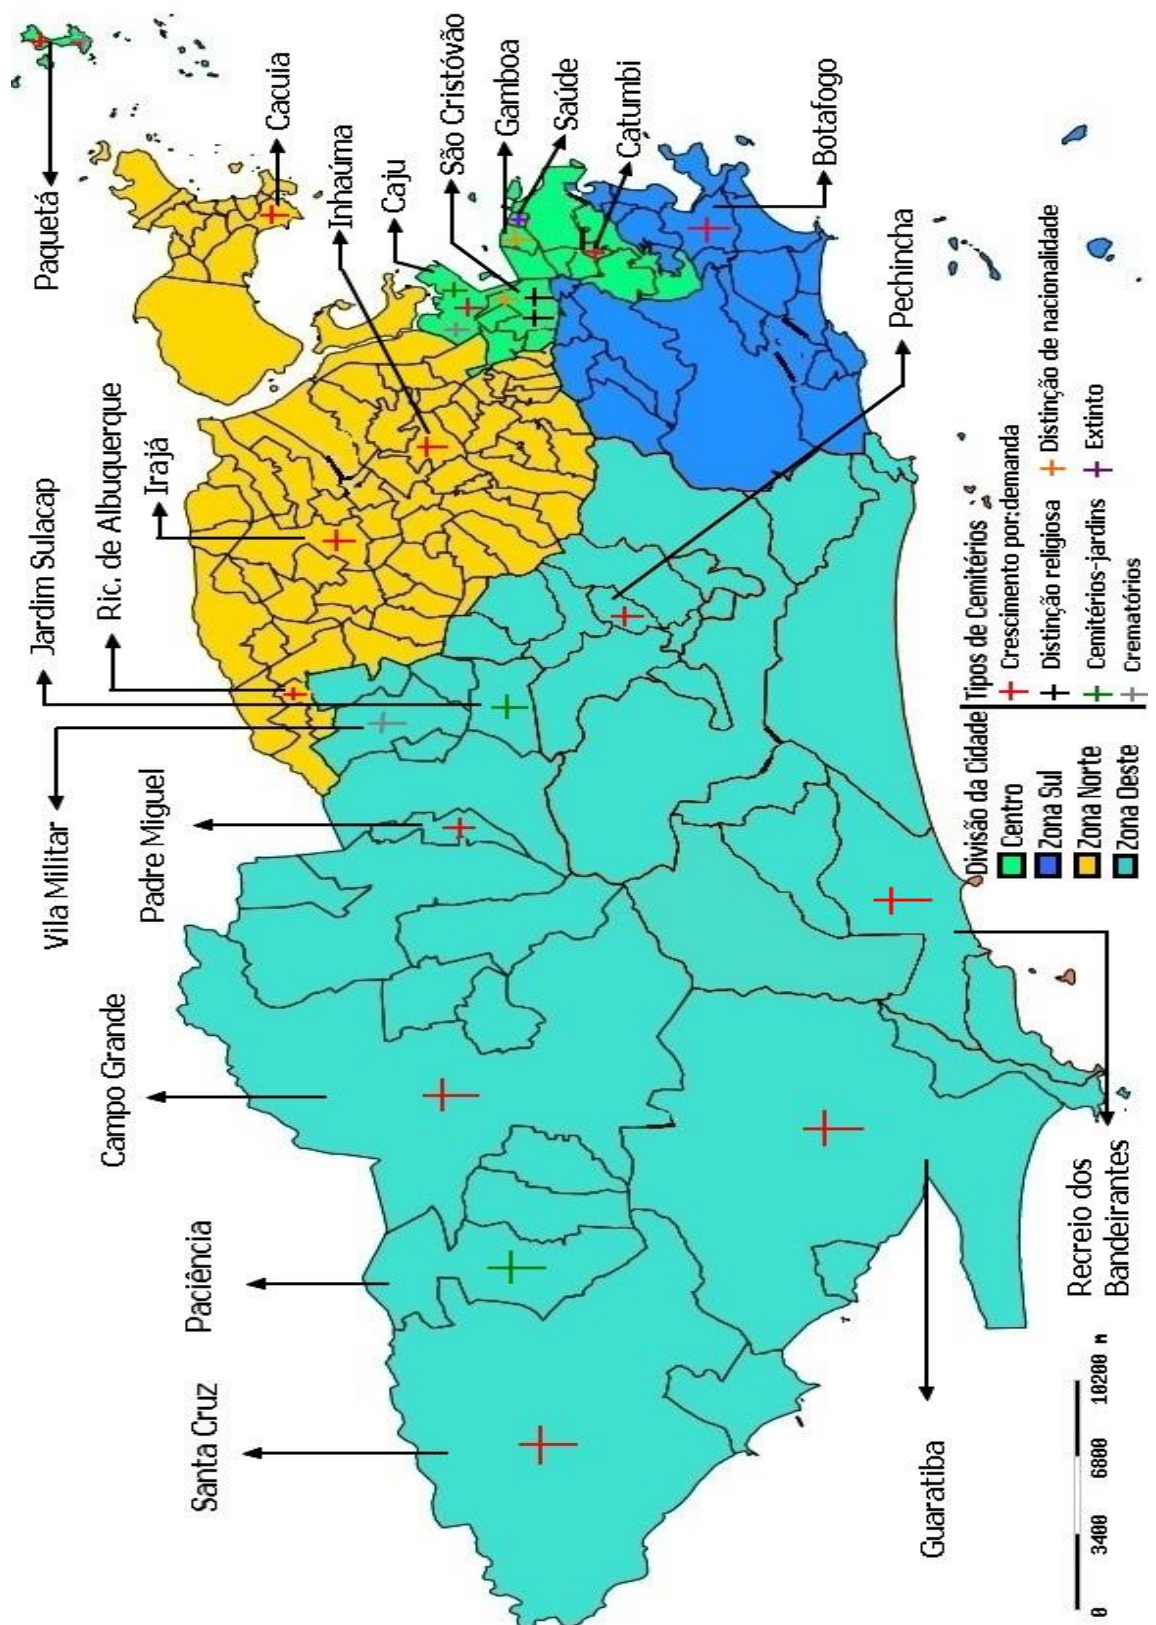 Santa Cruz
Paciência
Campo Grande
Padre Miguel
Vila Militar
Jardim Sulacap
Ric. de Albuquerque
Irajá
Inhaúma
Cacuia
Paquetá
Caju
São Cristóvão
Gamboa
Saúde
Catumbi
Botafogo
Pechincha
Guaratiba
Recreio dos
Bandeirantes
Divisão da Cidade
Centro
Zona Sul
Zona Norte
Zona Oeste
Tipos de Cemitérios
Crescimento por:demanda
Distinção religiosa
Cemitérios-jardins
Crematórios
Distinção de nacionalidade
Extinto
0 3400 6800 10200 m